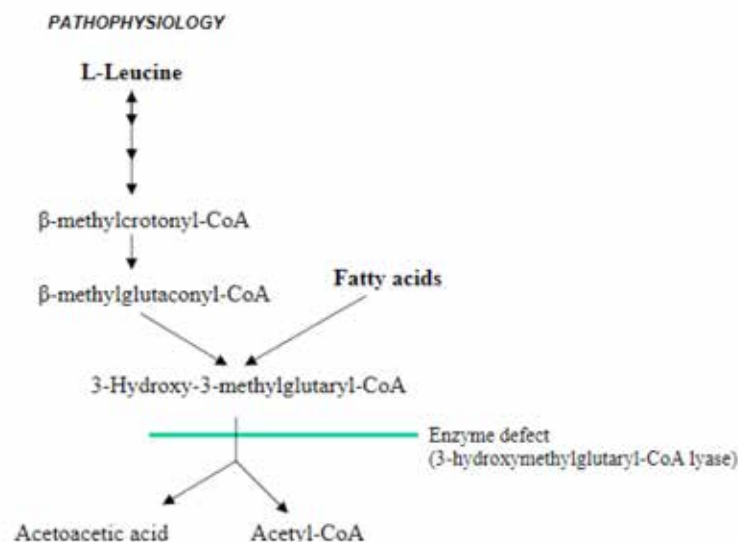 PATHOPHYSIOLOGY
L-Leucine
β-methylcrotonyl-CoA
Fatty acids
β-methylglutaconyl-CoA
3-Hydroxy-3-methylglutaryl-CoA
Enzyme defect
(3-hydroxymethylglutaryl-CoA lyase)
Acetoacetic acid
Acetyl-CoA